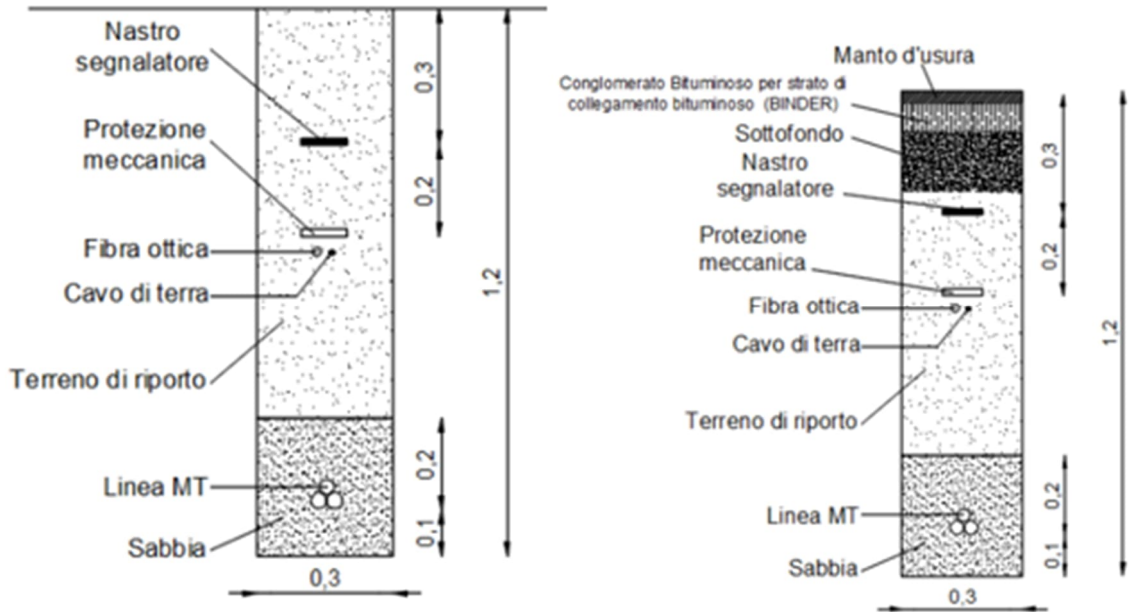 Nastro
segnalatore
Protezione
meccanica
Fibra ottica
Cavo di terra
Terreno di riporto
Linea MT
Sabbia
0,3
0,2
1,2
0,2
0,1
0,3
Manto d'usura
Conglomerato Bituminoso per strato di
collegamento bituminoso (BINDER)
Sottofondo
Nastro
segnalatore
Protezione
meccanica
Fibra ottica
Cavo di terra
Terreno di riporto
Linea MT
Sabbia
0,3
0,2
1,2
0,2
0,1
0,3